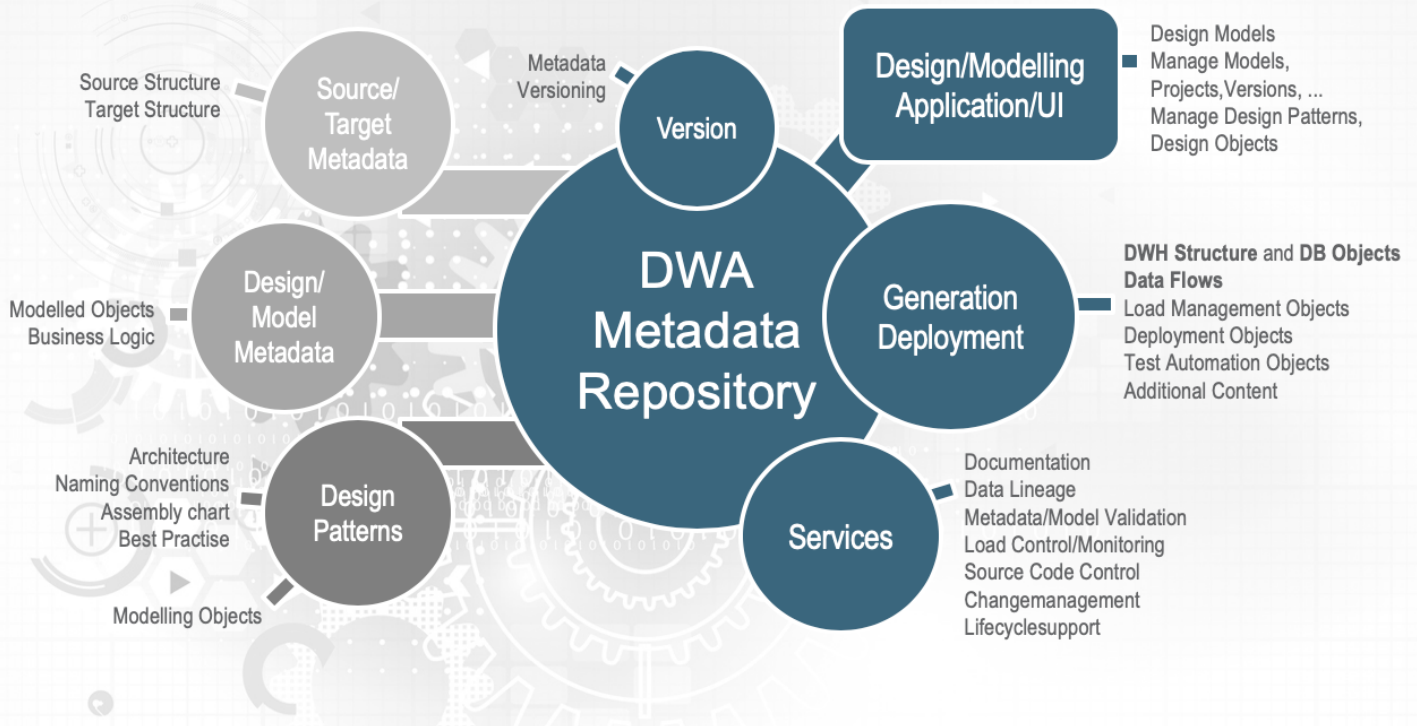 Source Structure
Target Structure
Source/
Target
Metadata
Metadata
Versioning
Version
Design/Modelling
Application/UI
Design Models
Manage Models,
Projects,Versions, ...
Manage Design Patterns,
Design Objects
Modelled Objects
Business Logic
Design/
Model
Metadata
DWA
Metadata
Repository
Generation
Deployment
DWH Structure and DB Objects
Data Flows
Load Management Objects
Deployment Objects
Test Automation Objects
Additional Content
Architecture
Naming Conventions
Assembly chart
Best Practise
Modelling Objects
Design
Patterns
Services
Documentation
Data Lineage
Metadata/Model Validation
Load Control/Monitoring
Source Code Control
Changemanagement
Lifecyclesupport